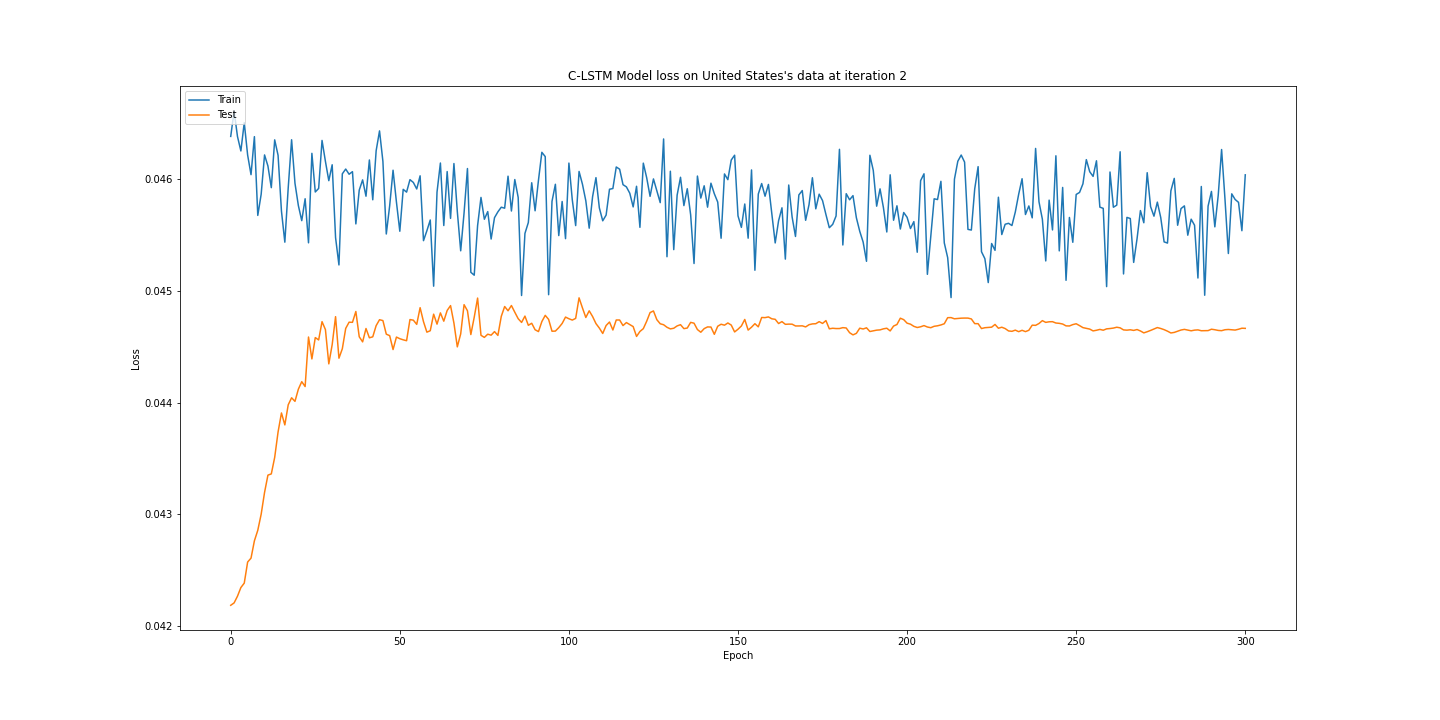 C-LSTM Model loss on United States's data at iteration 2
Train
Test
0.046
0.045
0.044
0.043
0.042
Loss
0 50 100 150 200 250 300
Epoch